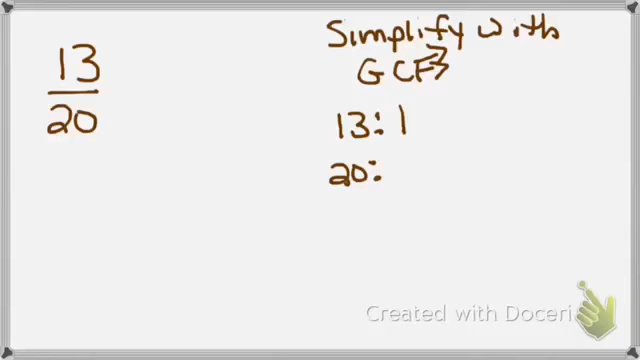 13
20
Simplify with
GCF
13: 1
20:
Created with Doceri